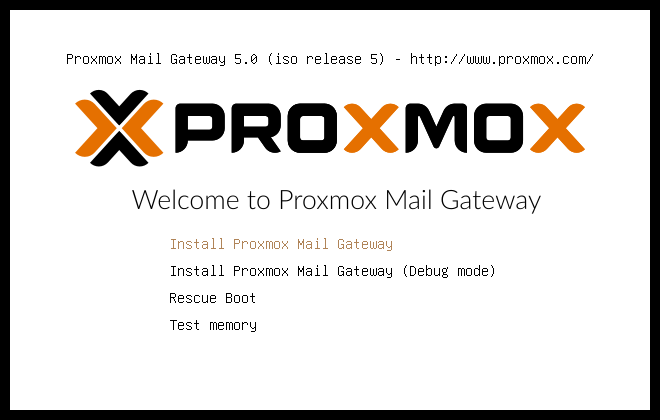 Proxmox Mail Gateway 5.0 (iso release 5) - http://www.proxmox.com/
PROXMOX
Welcome to Proxmox Mail Gateway
Install Proxmox Mail Gateway
Install Proxmox Mail Gateway (Debug mode)
Rescue Boot
Test memory